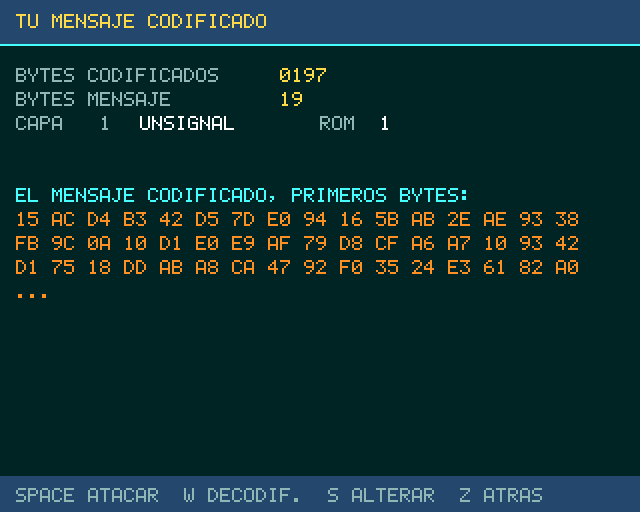 TU MENSAJE CODIFICADO
BYTES CODIFICADOS 0197
BYTES MENSAJE 19
CAPA 1 UNSIGNAL ROM 1
EL MENSAJE CODIFICADO, PRIMEROS BYTES:
15 AC D4 B3 42 D5 7D E0 94 16 5B AB 2E AE 93 38
FB 9C 0A 10 D1 E0 E9 AF 79 D8 CF A6 A7 10 93 42
D1 75 18 DD AB A8 CA 47 92 F0 35 24 E3 61 82 A0
...
SPACE ATACAR W DECODIF. S ALTERAR Z ATRAS